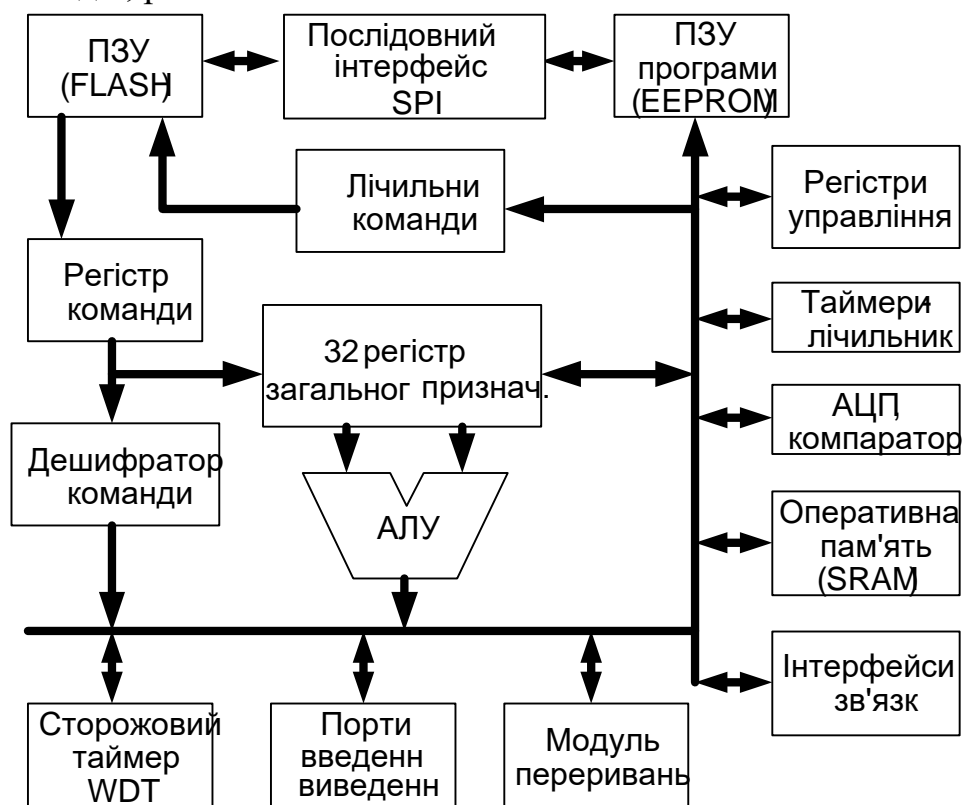 ПЗУ
(FLASH)
Послідовний
інтерфейс
SPI
ПЗУ
програми
(EEPROM)
Лічильни
команди
Регістри
управління
Регістр
команди
32 регістр
загальног признач.
Таймери-
лічильник
АЦП,
компаратор
Дешифратор
команди
АЛУ
Оперативна
пам'ять
(SRAM)
Інтерфейси
зв'язк
Сторожовий
таймер
WDT
Порти
введенн
виведенн
Модуль
переривань